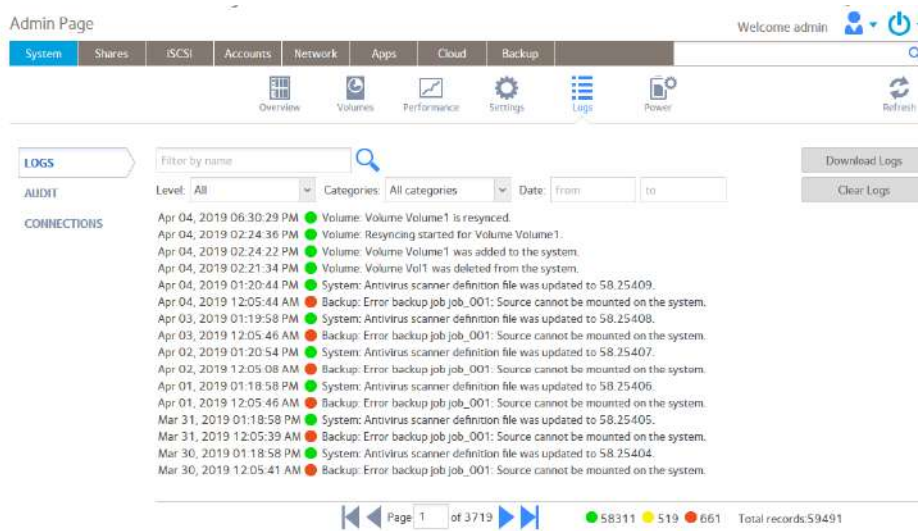 Admin Page
Welcome admin
System Shares iSCSI Accounts Network Apps Cloud Backup
Overview Volumes Performance Settings Logs Power Refresh
LOGS
AUDIT
CONNECTIONS
Filter by name
Download Logs
Level: All Categories: All categories Date: from to
Clear Logs
Apr 04, 2019 06:30:29 PM Volume: Volume Volume1 is resynced.
Apr 04, 2019 02:24:36 PM Volume: Resyncing started for Volume Volume1.
Apr 04, 2019 02:24:22 PM Volume: Volume Volume1 was added to the system.
Apr 04, 2019 02:21:34 PM Volume: Volume Vol1 was deleted from the system.
Apr 04, 2019 01:20:44 PM System: Antivirus scanner definition file was updated to 58.25409.
Apr 04, 2019 12:05:44 AM Backup: Error backup job job_001: Source cannot be mounted on the system.
Apr 03, 2019 01:19:58 PM System: Antivirus scanner definition file was updated to 58.25408.
Apr 03, 2019 12:05:46 AM Backup: Error backup job job_001: Source cannot be mounted on the system.
Apr 02, 2019 01:20:54 PM System: Antivirus scanner definition file was updated to 58.25407.
Apr 02, 2019 12:05:08 AM Backup: Error backup job job_001: Source cannot be mounted on the system.
Apr 01, 2019 01:18:58 PM System: Antivirus scanner definition file was updated to 58.25406.
Apr 01, 2019 12:05:46 AM Backup: Error backup job job_001: Source cannot be mounted on the system.
Mar 31, 2019 01:18:58 PM System: Antivirus scanner definition file was updated to 58.25405.
Mar 31, 2019 12:05:39 AM Backup: Error backup job job_001: Source cannot be mounted on the system.
Mar 30, 2019 01:18:58 PM System: Antivirus scanner definition file was updated to 58.25404.
Mar 30, 2019 12:05:41 AM Backup: Error backup job job_001: Source cannot be mounted on the system.
Page 1 of 3719 58311 519 661 Total records:59491